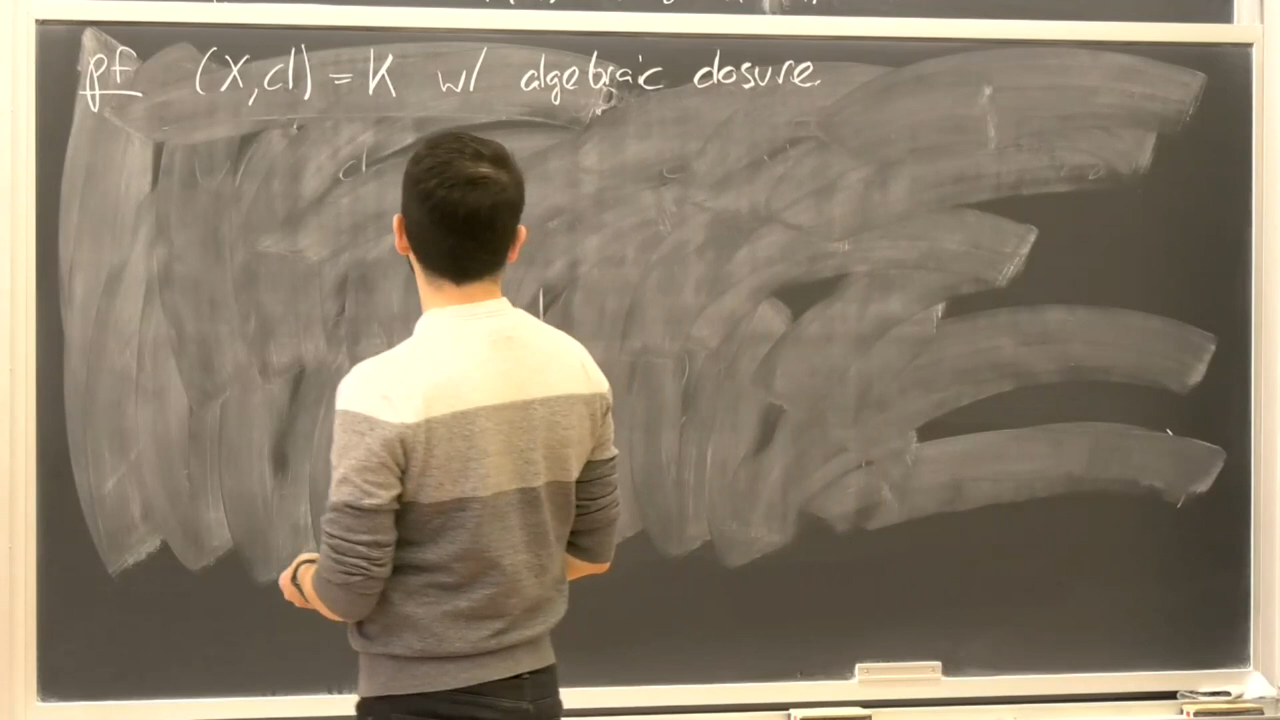 pf (X,cl) = K w/ algebraic closure